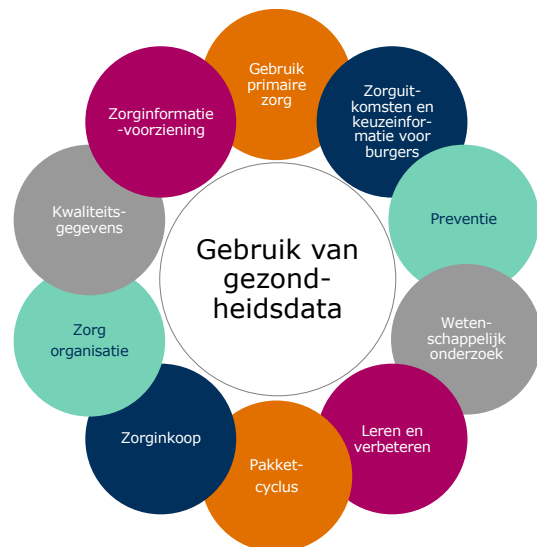 Gebruik
primaire
zorg
Zorguit-
komsten en
keuzeinfor-
matie voor
burgers
Preventie
Weten-
schappelijk
onderzoek
Leren en
verbeteren
Pakket-
cyclus
Zorginkoop
Zorg
organisatie
Kwaliteits-
gegevens
Zorginformatie
-voorziening
Gebruik van
gezond-
heidsdata